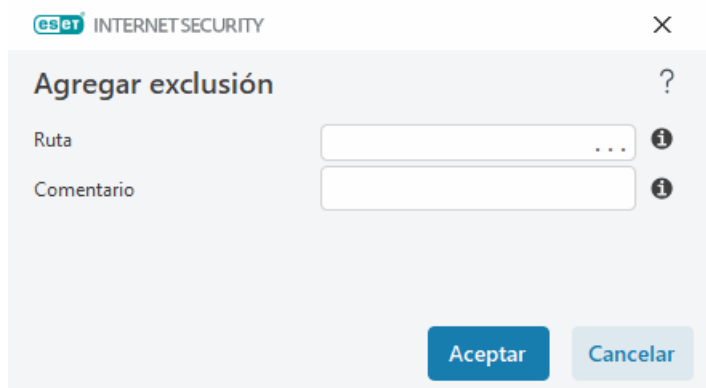 eset INTERNET SECURITY
Agregar exclusión
?
Ruta
...
Comentario
Aceptar
Cancelar